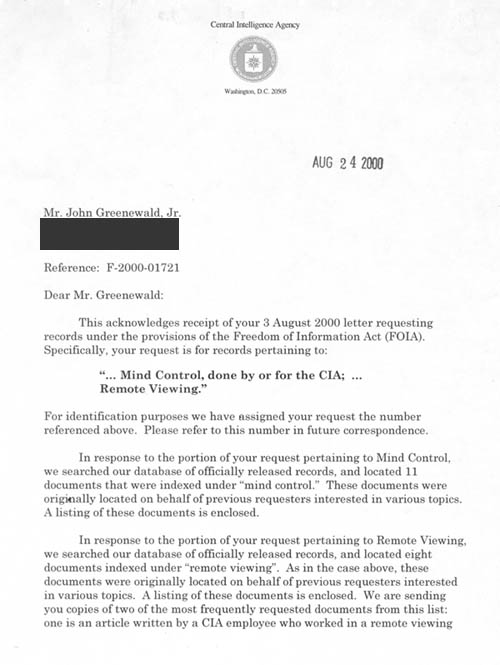 Central Intelligence Agency
Washington, D.C. 20505
AUG 24 2000
Mr. John Greenewald, Jr.
Reference: F-2000-01721
Dear Mr. Greenewald:
This acknowledges receipt of your 3 August 2000 letter requesting
records under the provisions of the Freedom of Information Act (FOIA).
Specifically, your request is for records pertaining to:
“... Mind Control, done by or for the CIA; ...
Remote Viewing.”
For identification purposes we have assigned your request the number
referenced above. Please refer to this number in future correspondence.
In response to the portion of your request pertaining to Mind Control,
we searched our database of officially released records, and located 11
documents that were indexed under “mind control.” These documents were
originally located on behalf of previous requesters interested in various topics.
A listing of these documents is enclosed.
In response to the portion of your request pertaining to Remote Viewing,
we searched our database of officially released records, and located eight
documents indexed under “remote viewing”. As in the case above, these
documents were originally located on behalf of previous requesters interested
in various topics. A listing of these documents is enclosed. We are sending
you copies of two of the most frequently requested documents from this list:
one is an article written by a CIA employee who worked in a remote viewing